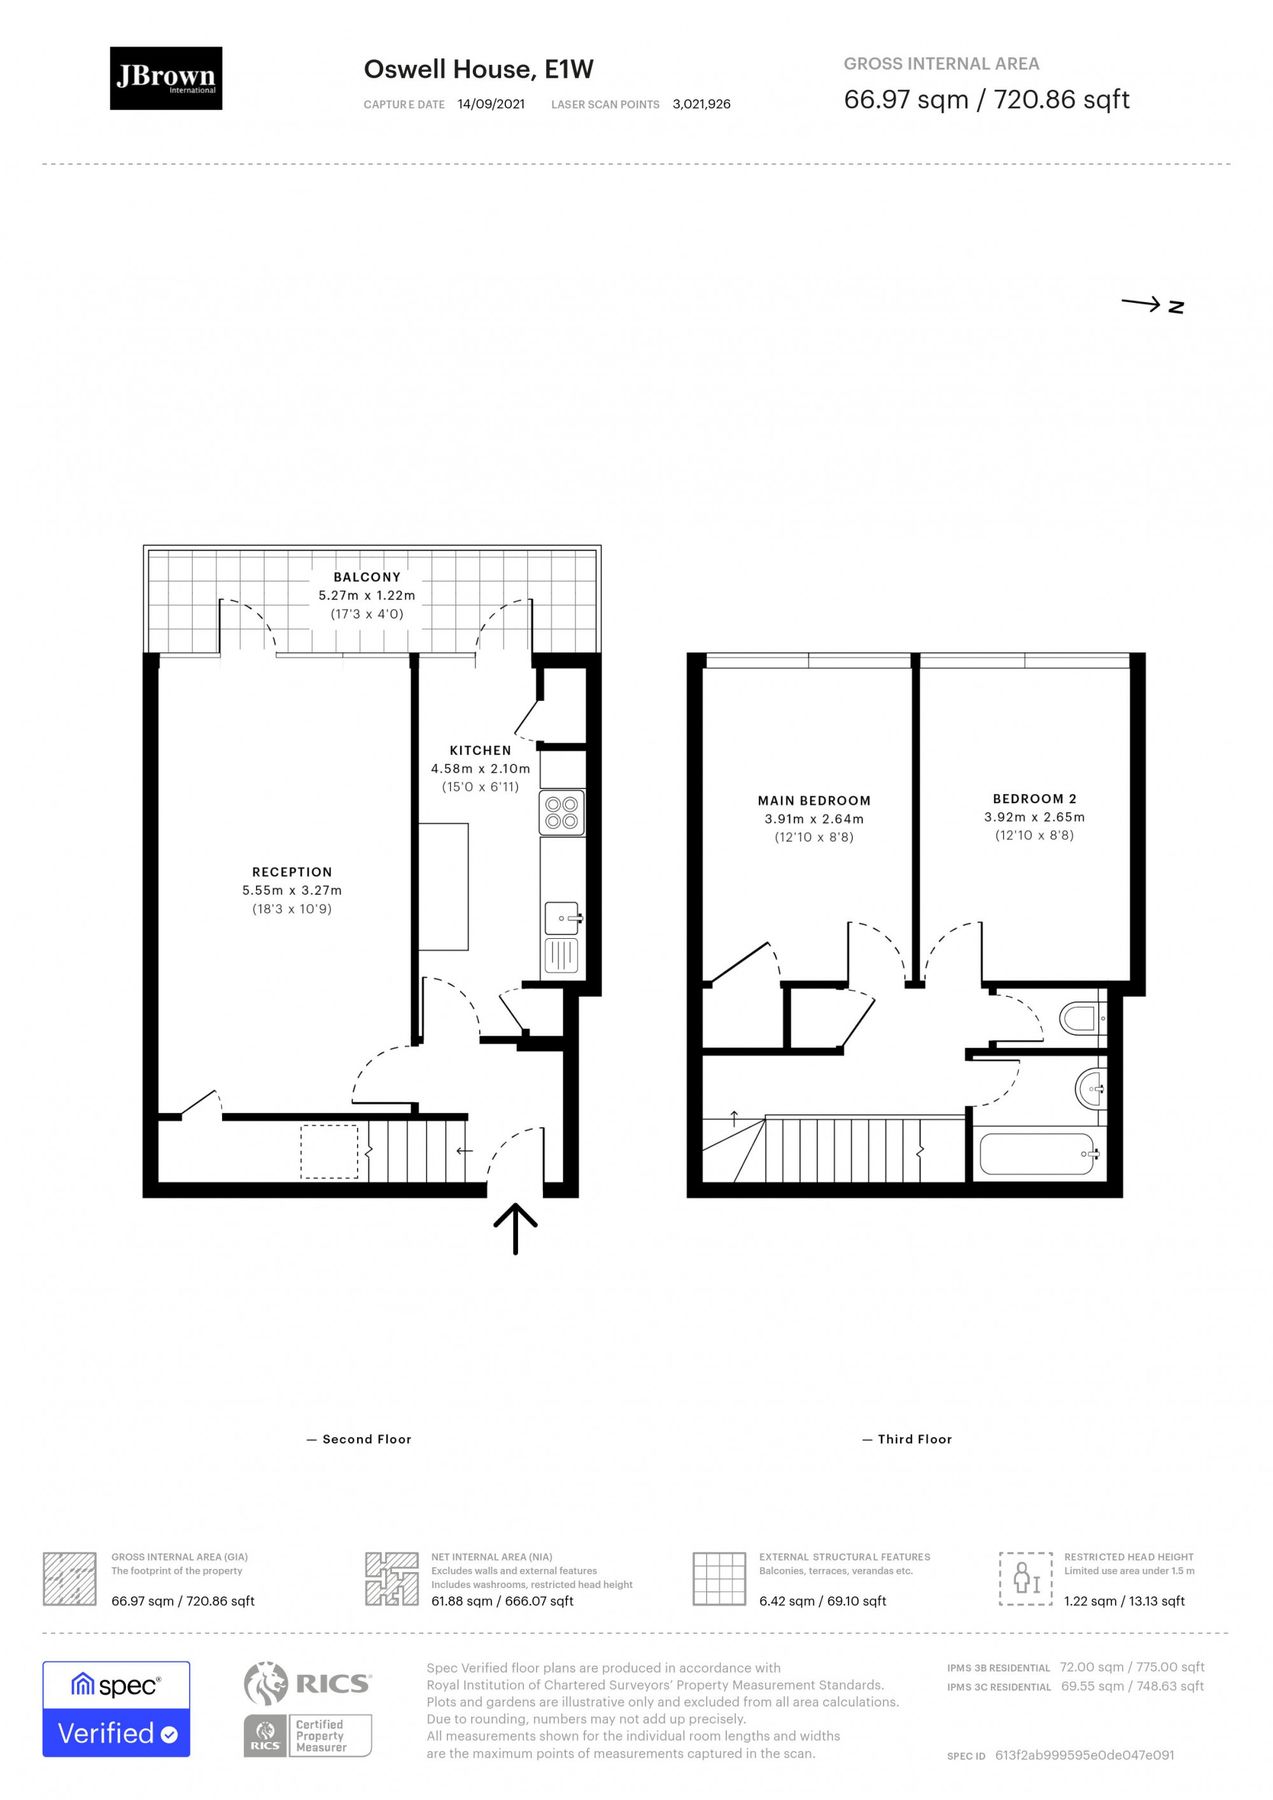 JBrown
International
Oswell House, E1W
CAPTURE DATE 14/09/2021 LASER SCAN POINTS 3,021,926
GROSS INTERNAL AREA
66.97 sqm / 720.86 sqft
N
BALCONY
5.27m x 1.22m
(17'3 x 4'0)
KITCHEN
4.58m x 2.10m
(15'0 x 6'11)
RECEPTION
5.55m x 3.27m
(18'3 x 10'9)
MAIN BEDROOM
3.91m x 2.64m
(12'10 x 8'8)
BEDROOM 2
3.92m x 2.65m
(12'10 x 8'8)
— Second Floor
— Third Floor
GROSS INTERNAL AREA (GIA)
The footprint of the property
66.97 sqm / 720.86 sqft
NET INTERNAL AREA (NIA)
Excludes walls and external features
Includes washrooms, restricted head height
61.88 sqm / 666.07 sqft
EXTERNAL STRUCTURAL FEATURES
Balconies, terraces, verandas etc.
6.42 sqm / 69.10 sqft
RESTRICTED HEAD HEIGHT
Limited use area under 1.5 m
1.22 sqm / 13.13 sqft
spec®
Verified
RICS®
RICS
Certified
Property
Measurer
Spec Verified floor plans are produced in accordance with
Royal Institution of Chartered Surveyors' Property Measurement Standards.
Plots and gardens are illustrative only and excluded from all area calculations.
Due to rounding, numbers may not add up precisely.
All measurements shown for the individual room lengths and widths
are the maximum points of measurements captured in the scan.
IPMS 3B RESIDENTIAL 72.00 sqm / 775.00 sqft
IPMS 3C RESIDENTIAL 69.55 sqm / 748.63 sqft
SPEC ID 613f2ab999595e0de047e091